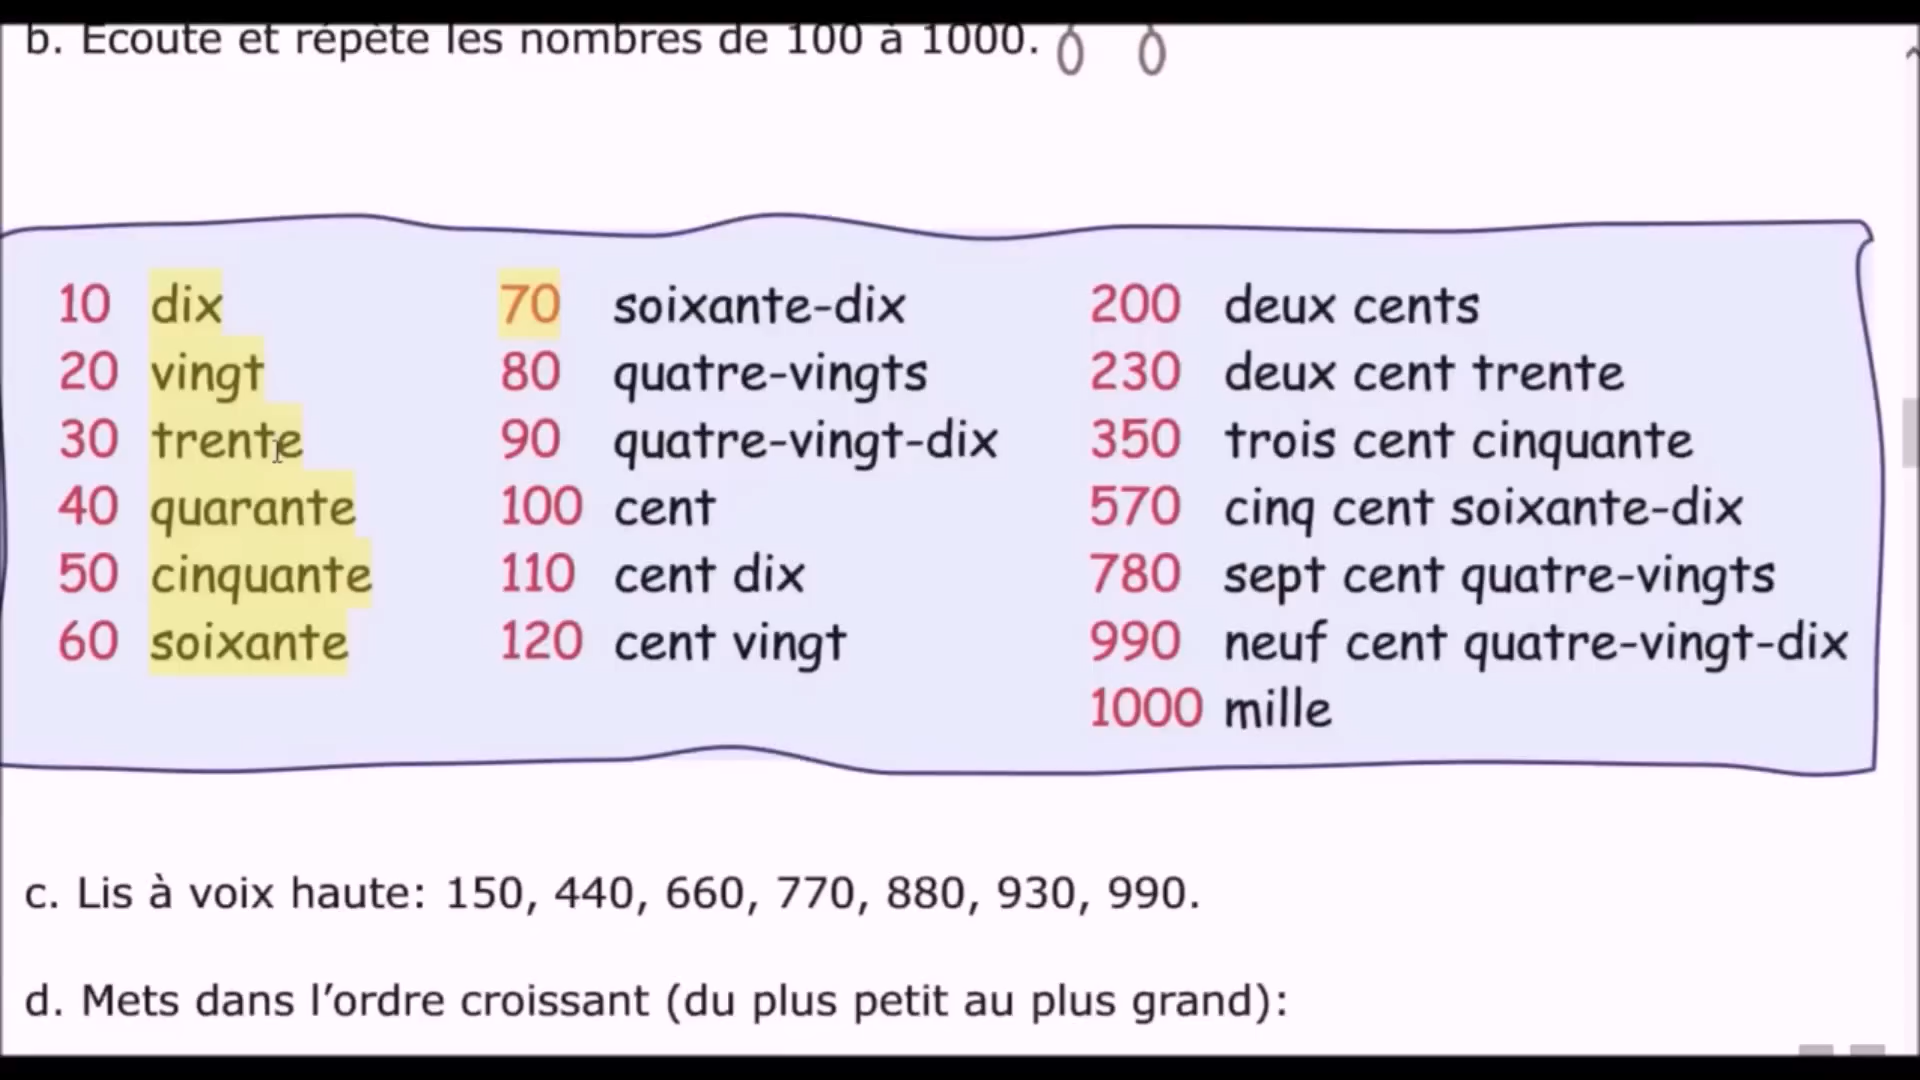 b. Ecoute et répète les nombres de 100 à 1000.
10 dix
20 vingt
30 trente
40 quarante
50 cinquante
60 soixante
70 soixante-dix
80 quatre-vingts
90 quatre-vingt-dix
100 cent
110 cent dix
120 cent vingt
200 deux cents
230 deux cent trente
350 trois cent cinquante
570 cinq cent soixante-dix
780 sept cent quatre-vingts
990 neuf cent quatre-vingt-dix
1000 mille
c. Lis à voix haute: 150, 440, 660, 770, 880, 930, 990.
d. Mets dans l’ordre croissant (du plus petit au plus grand):